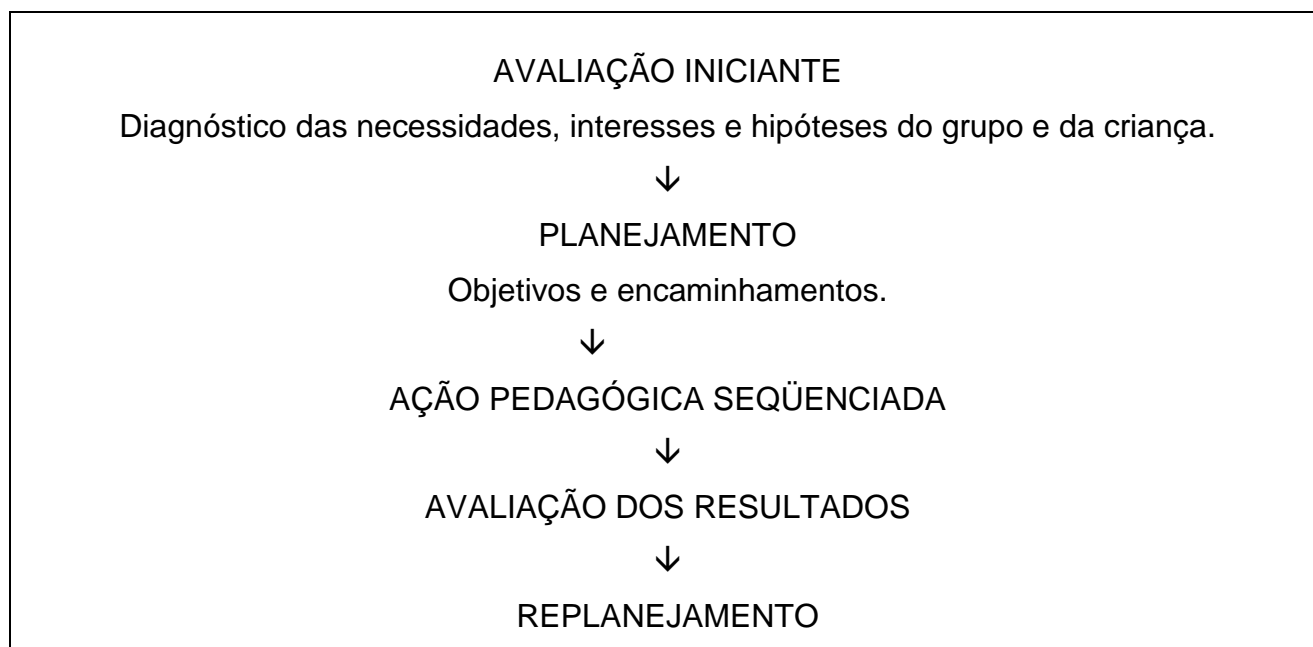 AVALIAÇÃO INICIANTE
Diagnóstico das necessidades, interesses e hipóteses do grupo e da criança.
↓
PLANEJAMENTO
Objetivos e encaminhamentos.
↓
AÇÃO PEDAGÓGICA SEQÜENCIADA
↓
AVALIAÇÃO DOS RESULTADOS
↓
REPLANEJAMENTO